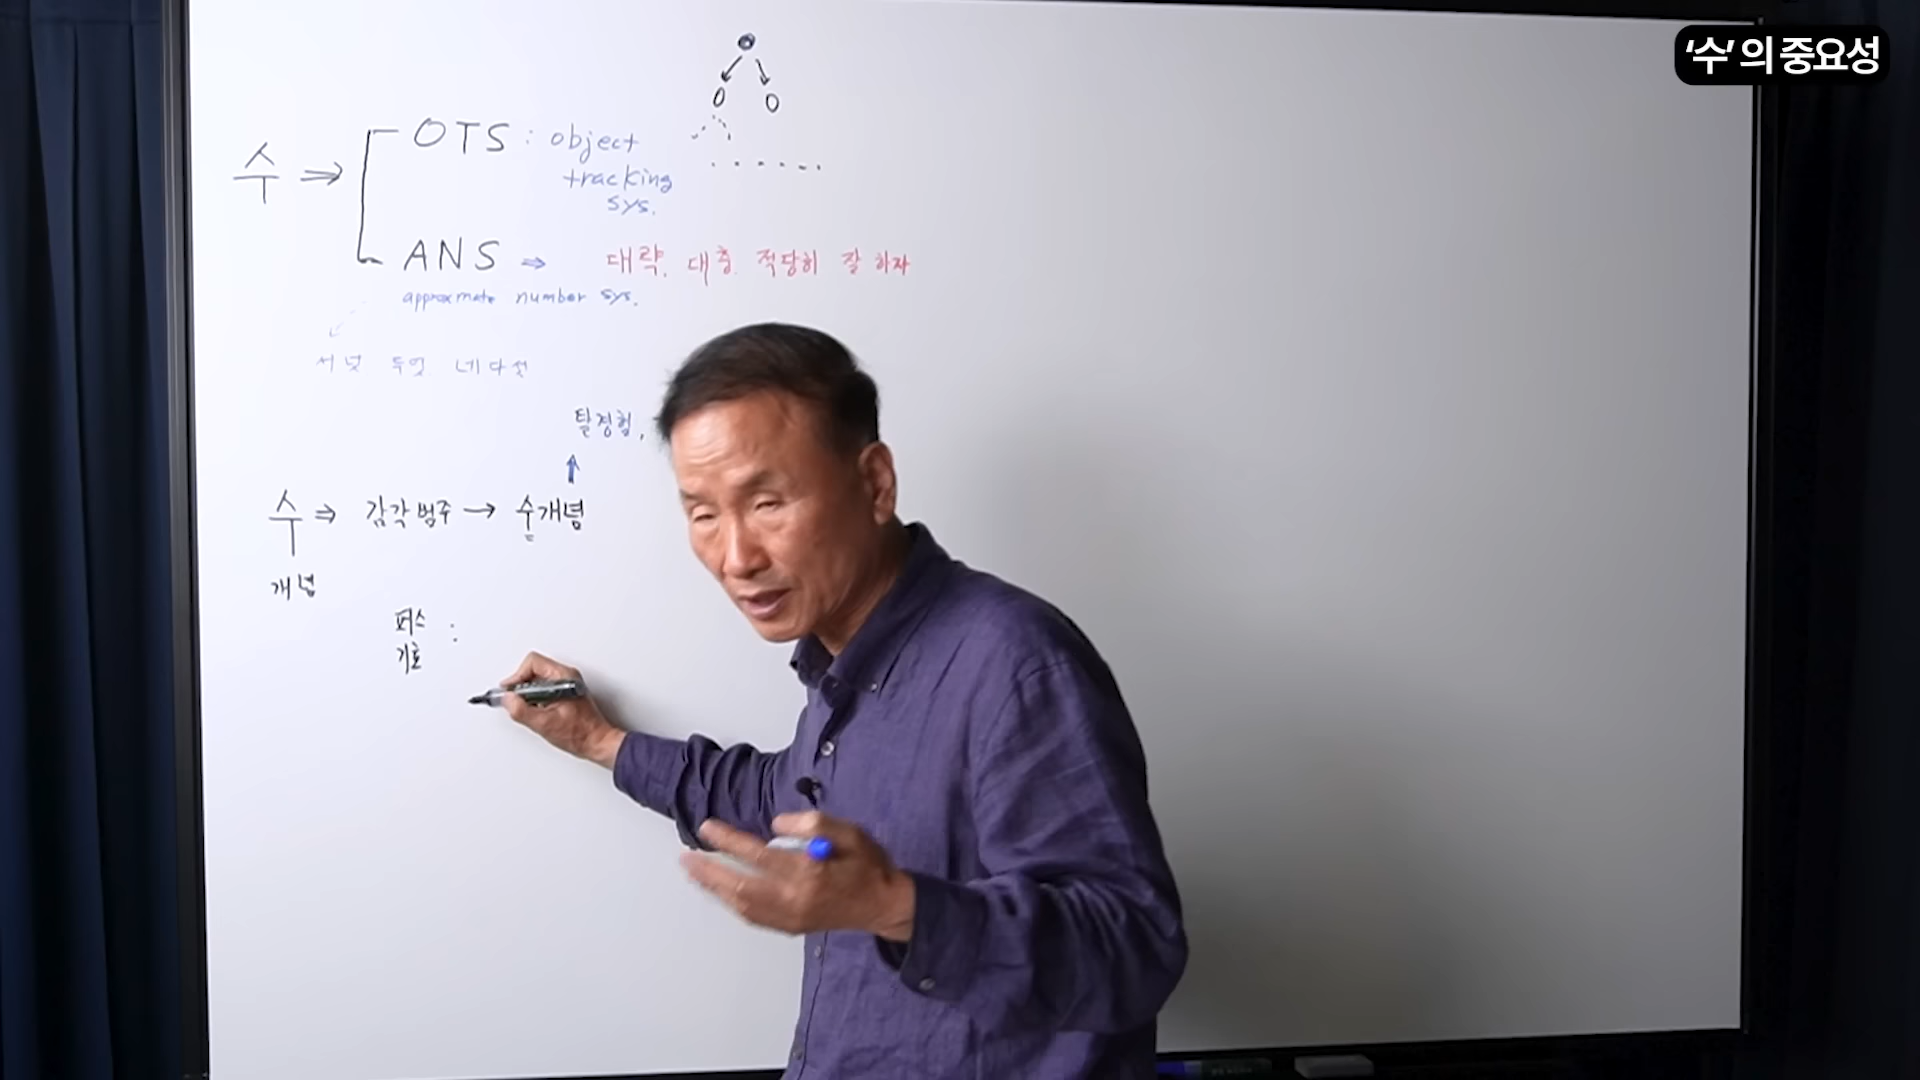 '수'의 중요성
OTS : object
tracking
sys.
수 ⇒
ANS ⇒ 대략. 대충. 적당히 잘 하자
approxmate number sys.
서넛 두엇 네다섯
탈경험,
수 ⇒ 감각범주 → 수개념
개념
퍼스 :
기호